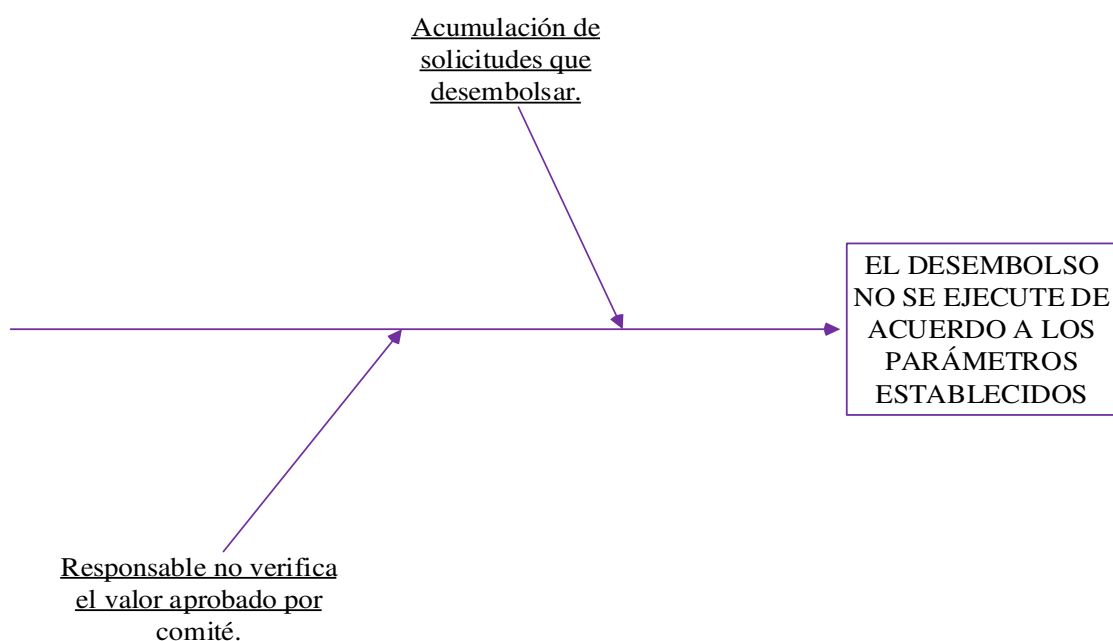 Acumulación de
solicitudes que
desembolsar.
EL DESEMBOLSO
NO SE EJECUTE DE
ACUERDO A LOS
PARÁMETROS
ESTABLECIDOS
Responsable no verifica
el valor aprobado por
comité.